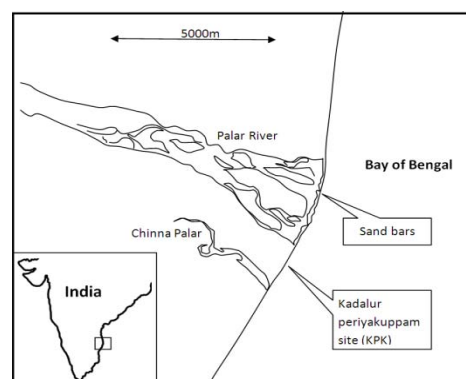 5000m
Palar River
Bay of Bengal
Sand bars
Chinna Palar
India
Kadalur
periyakuppam
site (KPK)